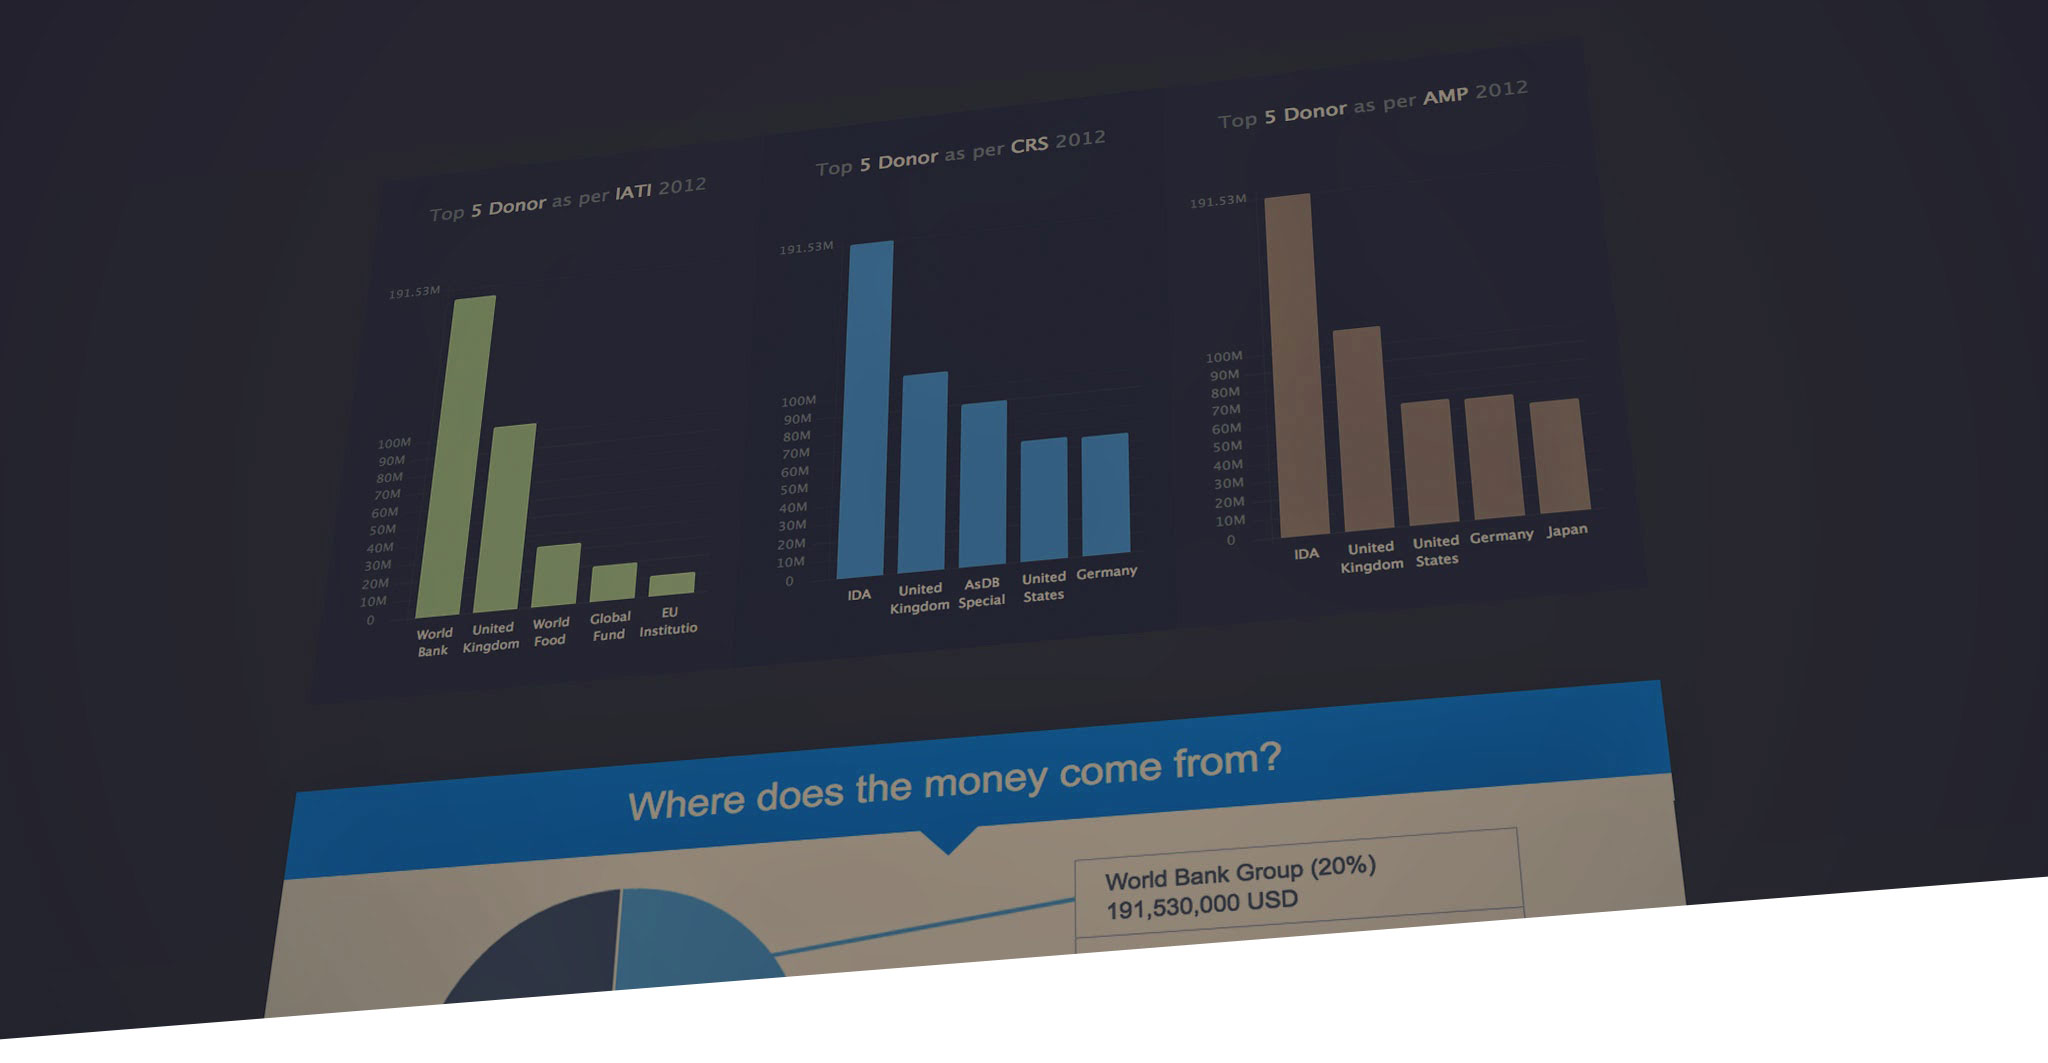 Top 5 Donor as per IATI 2012
191.53M
100M
90M
80M
70M
60M
50M
40M
30M
20M
10M
0
World Bank
United Kingdom
World Food
Global Fund
EU Institutio
Top 5 Donor as per CRS 2012
191.53M
100M
90M
80M
70M
60M
50M
40M
30M
20M
10M
0
IDA
United Kingdom
AsDB Special
United States
Germany
Top 5 Donor as per AMP 2012
191.53M
100M
90M
80M
70M
60M
50M
40M
30M
20M
10M
0
IDA
United Kingdom
United States
Germany
Japan
Where does the money come from?
World Bank Group (20%)
191,530,000 USD